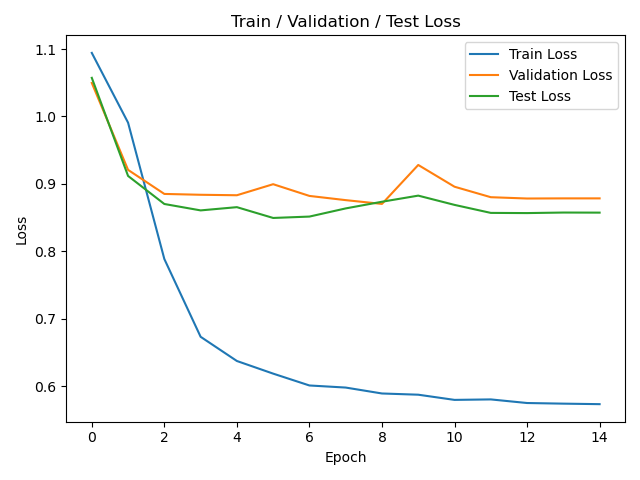 Train / Validation / Test Loss
Train Loss
Validation Loss
Test Loss
1.1
1.0
0.9
0.8
0.7
0.6
Loss
0 2 4 6 8 10 12 14
Epoch